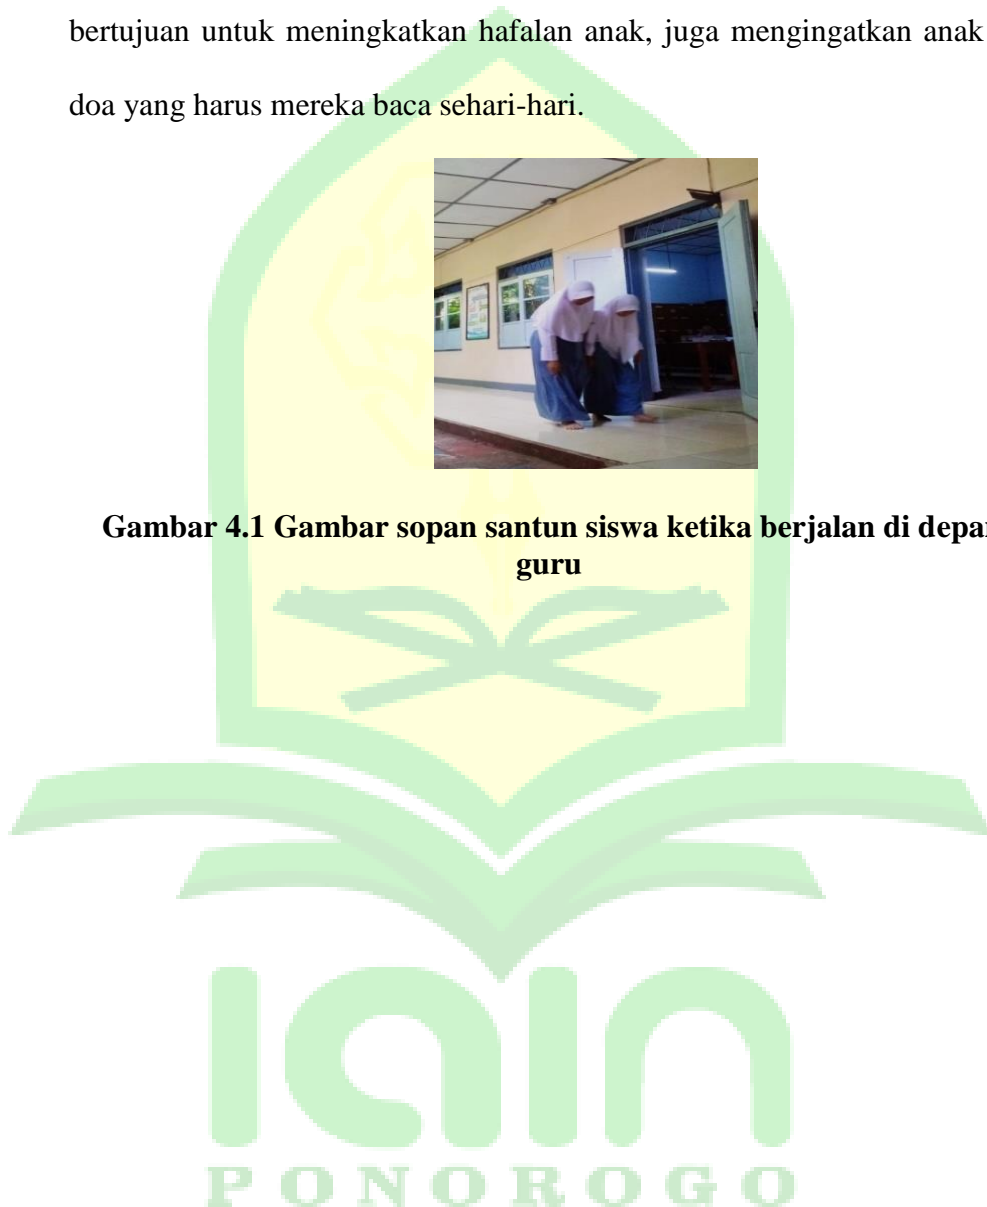 bertujuan untuk meningkatkan hafalan anak, juga mengingatkan anak
doa yang harus mereka baca sehari-hari.
Gambar 4.1 Gambar sopan santun siswa ketika berjalan di depan
guru
iain
PONOROGO